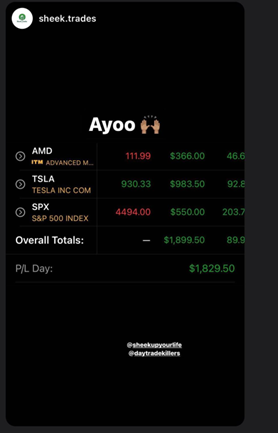 sheek.trades
Ayoo 🙌🏽
AMD 111.99 $366.00 46.6
ITM ADVANCED M...
TSLA 930.33 $983.50 92.8
TESLA INC COM
SPX 4494.00 $550.00 203.7
S&P 500 INDEX
Overall Totals: — $1,899.50 89.9
P/L Day: $1,829.50
@sheekupyourlife
@daytradekillers